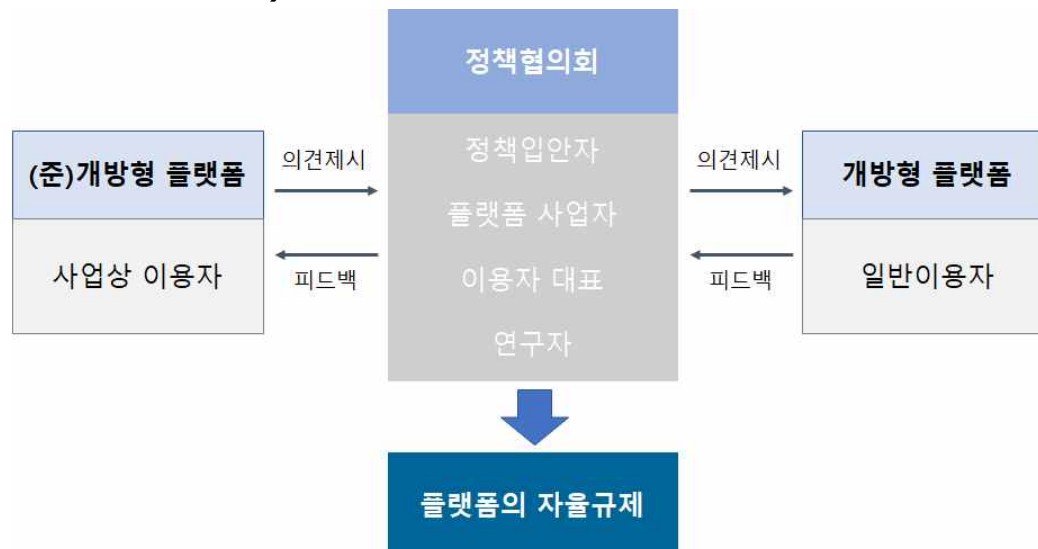 정책협의회
정책입안자
플랫폼 사업자
이용자 대표
연구자
(준)개방형 플랫폼
사업상 이용자
의견제시
피드백
의견제시
피드백
개방형 플랫폼
일반이용자
플랫폼의 자율규제